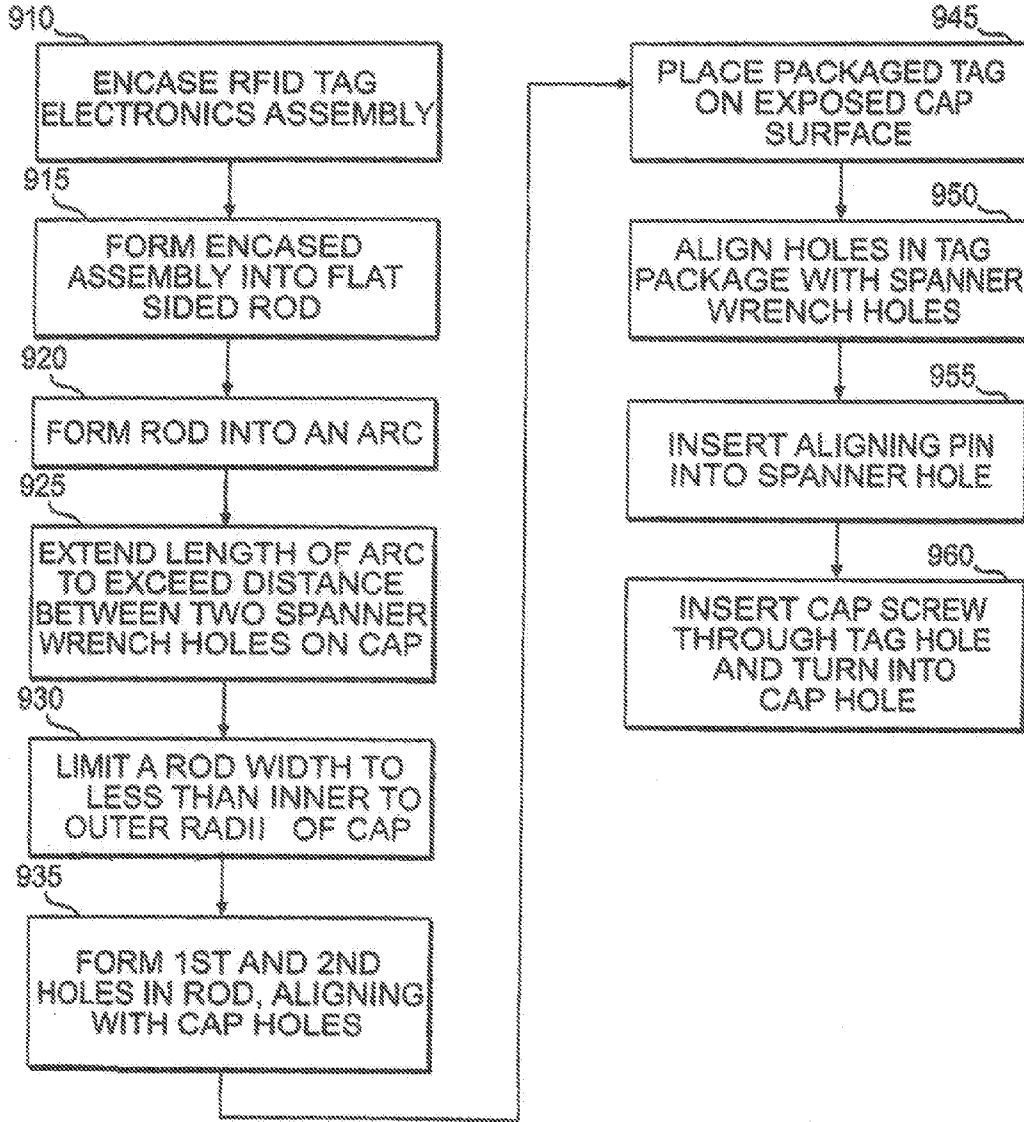 910
ENCASE RFID TAG
ELECTRONICS ASSEMBLY
915
FORM ENCASED
ASSEMBLY INTO FLAT
SIDED ROD
920
FORM ROD INTO AN ARC
925
EXTEND LENGTH OF ARC
TO EXCEED DISTANCE
BETWEEN TWO SPANNER
WRENCH HOLES ON CAP
930
LIMIT A ROD WIDTH TO
LESS THAN INNER TO
OUTER RADII OF CAP
935
FORM 1ST AND 2ND
HOLES IN ROD, ALIGNING
WITH CAP HOLES
945
PLACE PACKAGED TAG
ON EXPOSED CAP
SURFACE
950
ALIGN HOLES IN TAG
PACKAGE WITH SPANNER
WRENCH HOLES
955
INSERT ALIGNING PIN
INTO SPANNER HOLE
960
INSERT CAP SCREW
THROUGH TAG HOLE
AND TURN INTO
CAP HOLE